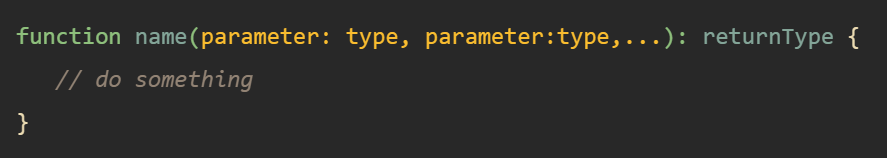 function name(parameter: type, parameter:type,...): returnType {
// do something
}